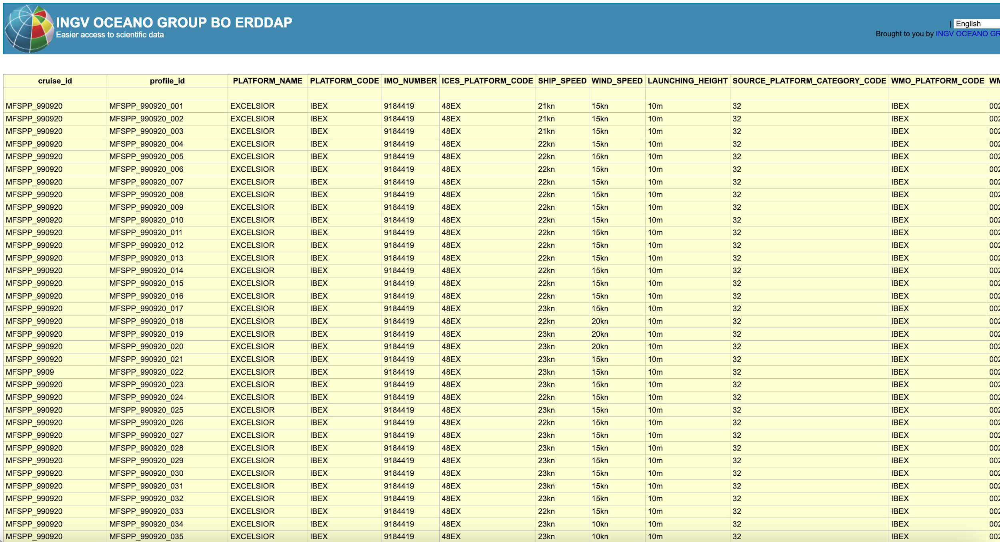 INGV OCEANO GROUP BO ERDDAP
Easier access to scientific data
| English
Brought to you by INGV OCEANO GR
cruise_id profile_id PLATFORM_NAME PLATFORM_CODE IMO_NUMBER ICES_PLATFORM_CODE SHIP_SPEED WIND_SPEED LAUNCHING_HEIGHT SOURCE_PLATFORM_CATEGORY_CODE WMO_PLATFORM_CODE WM
MFSPP_990920 MFSPP_990920_001 EXCELSIOR IBEX 9184419 48EX 21kn 15kn 10m 32 IBEX 002
MFSPP_990920 MFSPP_990920_002 EXCELSIOR IBEX 9184419 48EX 21kn 15kn 10m 32 IBEX 002
MFSPP_990920 MFSPP_990920_003 EXCELSIOR IBEX 9184419 48EX 21kn 15kn 10m 32 IBEX 002
MFSPP_990920 MFSPP_990920_004 EXCELSIOR IBEX 9184419 48EX 22kn 15kn 10m 32 IBEX 002
MFSPP_990920 MFSPP_990920_005 EXCELSIOR IBEX 9184419 48EX 22kn 15kn 10m 32 IBEX 002
MFSPP_990920 MFSPP_990920_006 EXCELSIOR IBEX 9184419 48EX 22kn 15kn 10m 32 IBEX 002
MFSPP_990920 MFSPP_990920_007 EXCELSIOR IBEX 9184419 48EX 22kn 15kn 10m 32 IBEX 002
MFSPP_990920 MFSPP_990920_008 EXCELSIOR IBEX 9184419 48EX 22kn 15kn 10m 32 IBEX 002
MFSPP_990920 MFSPP_990920_009 EXCELSIOR IBEX 9184419 48EX 22kn 15kn 10m 32 IBEX 002
MFSPP_990920 MFSPP_990920_010 EXCELSIOR IBEX 9184419 48EX 22kn 15kn 10m 32 IBEX 002
MFSPP_990920 MFSPP_990920_011 EXCELSIOR IBEX 9184419 48EX 22kn 15kn 10m 32 IBEX 002
MFSPP_990920 MFSPP_990920_012 EXCELSIOR IBEX 9184419 48EX 22kn 15kn 10m 32 IBEX 002
MFSPP_990920 MFSPP_990920_013 EXCELSIOR IBEX 9184419 48EX 22kn 15kn 10m 32 IBEX 002
MFSPP_990920 MFSPP_990920_014 EXCELSIOR IBEX 9184419 48EX 22kn 15kn 10m 32 IBEX 002
MFSPP_990920 MFSPP_990920_015 EXCELSIOR IBEX 9184419 48EX 22kn 15kn 10m 32 IBEX 002
MFSPP_990920 MFSPP_990920_016 EXCELSIOR IBEX 9184419 48EX 22kn 15kn 10m 32 IBEX 002
MFSPP_990920 MFSPP_990920_017 EXCELSIOR IBEX 9184419 48EX 23kn 15kn 10m 32 IBEX 002
MFSPP_990920 MFSPP_990920_018 EXCELSIOR IBEX 9184419 48EX 22kn 20kn 10m 32 IBEX 002
MFSPP_990920 MFSPP_990920_019 EXCELSIOR IBEX 9184419 48EX 23kn 20kn 10m 32 IBEX 002
MFSPP_990920 MFSPP_990920_020 EXCELSIOR IBEX 9184419 48EX 23kn 20kn 10m 32 IBEX 002
MFSPP_990920 MFSPP_990920_021 EXCELSIOR IBEX 9184419 48EX 23kn 15kn 10m 32 IBEX 002
MFSPP_9909 MFSPP_990920_022 EXCELSIOR IBEX 9184419 48EX 23kn 15kn 10m 32 IBEX 002
MFSPP_990920 MFSPP_990920_023 EXCELSIOR IBEX 9184419 48EX 23kn 15kn 10m 32 IBEX 002
MFSPP_990920 MFSPP_990920_024 EXCELSIOR IBEX 9184419 48EX 22kn 15kn 10m 32 IBEX 002
MFSPP_990920 MFSPP_990920_025 EXCELSIOR IBEX 9184419 48EX 23kn 15kn 10m 32 IBEX 002
MFSPP_990920 MFSPP_990920_026 EXCELSIOR IBEX 9184419 48EX 22kn 15kn 10m 32 IBEX 002
MFSPP_990920 MFSPP_990920_027 EXCELSIOR IBEX 9184419 48EX 23kn 15kn 10m 32 IBEX 002
MFSPP_990920 MFSPP_990920_028 EXCELSIOR IBEX 9184419 48EX 23kn 15kn 10m 32 IBEX 002
MFSPP_990920 MFSPP_990920_029 EXCELSIOR IBEX 9184419 48EX 23kn 15kn 10m 32 IBEX 002
MFSPP_990920 MFSPP_990920_030 EXCELSIOR IBEX 9184419 48EX 23kn 15kn 10m 32 IBEX 002
MFSPP_990920 MFSPP_990920_031 EXCELSIOR IBEX 9184419 48EX 23kn 15kn 10m 32 IBEX 002
MFSPP_990920 MFSPP_990920_032 EXCELSIOR IBEX 9184419 48EX 23kn 15kn 10m 32 IBEX 002
MFSPP_990920 MFSPP_990920_033 EXCELSIOR IBEX 9184419 48EX 22kn 15kn 10m 32 IBEX 002
MFSPP_990920 MFSPP_990920_034 EXCELSIOR IBEX 9184419 48EX 23kn 10kn 10m 32 IBEX 002
MFSPP_990920 MFSPP_990920_035 EXCELSIOR IBEX 9184419 48EX 23kn 10kn 10m 32 IBEX 002